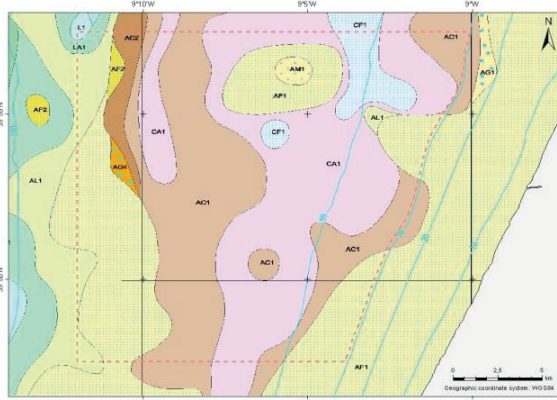 9°10'W
9°5'W
9°W
L1
LA1
AC2
AF2
AF2
AL1
AG4
CA1
AC1
AM1
AF1
CF1
CF1
AL1
CA1
AC1
AG1
AC1
AC1
AF1
N
0 2,5 5
km
Geographic coordinate system: WGS84